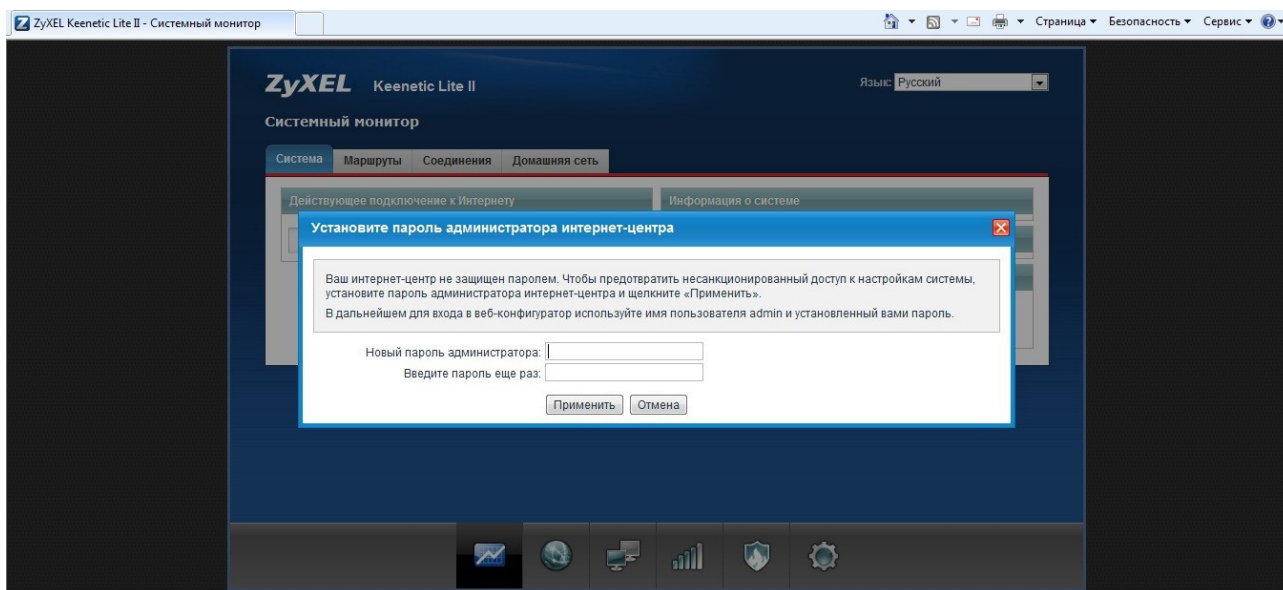 ZyXEL Keenetic Lite II - Системный монитор
Страница Безопасность Сервис
ZyXEL Keenetic Lite II
Язык: Русский
Системный монитор
Система Маршруты Соединения Домашняя сеть
Действующее подключение к Интернету Информация о системе
Установите пароль администратора интернет-центра
Ваш интернет-центр не защищен паролем. Чтобы предотвратить несанкционированный доступ к настройкам системы,
установите пароль администратора интернет-центра и щелкните «Применить».
В дальнейшем для входа в веб-конфигуратор используйте имя пользователя admin и установленный вами пароль.
Новый пароль администратора:
Введите пароль еще раз:
Применить Отмена